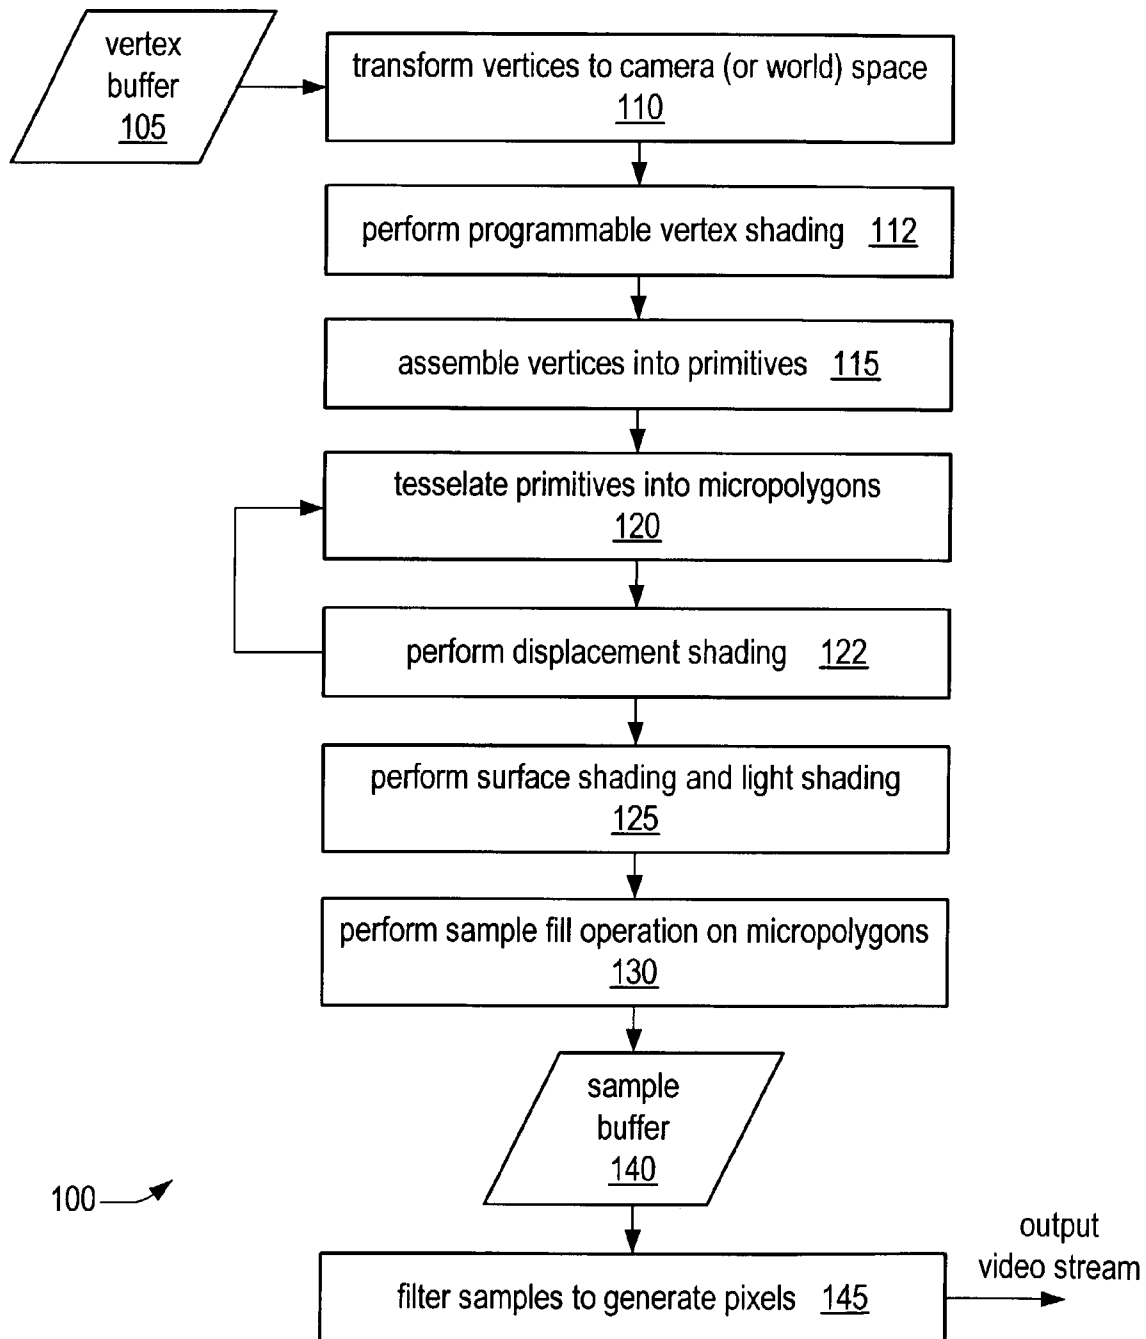 vertex
buffer
105
transform vertices to camera (or world) space
110
perform programmable vertex shading 112
assemble vertices into primitives 115
tesselate primitives into micropolygons
120
perform displacement shading 122
perform surface shading and light shading
125
perform sample fill operation on micropolygons
130
sample
buffer
140
100
output
video stream
filter samples to generate pixels 145